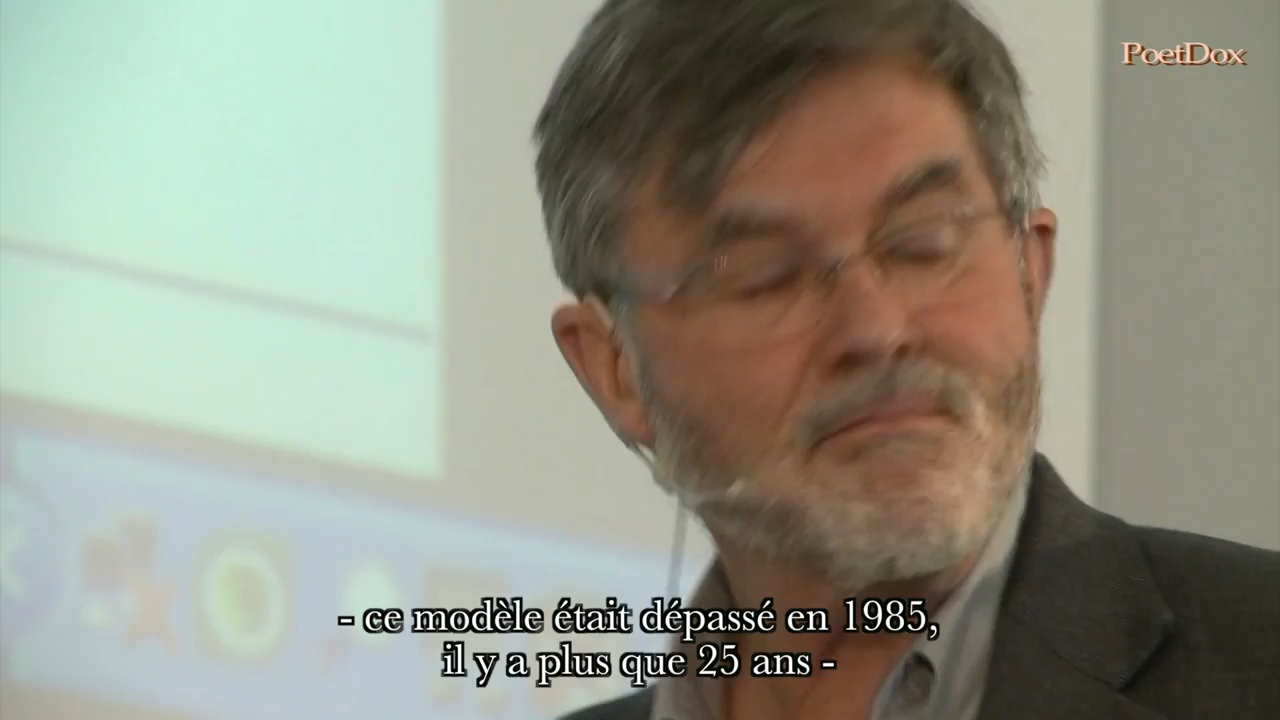 PoetDox
- ce modèle était dépassé en 1985,
il y a plus que 25 ans -